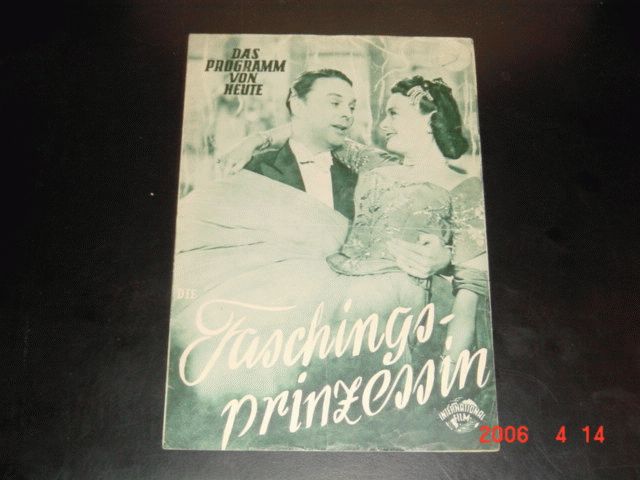 DAS
PROGRAMM
VON
HEUTE
DIE
Faschings-
prinzessin
INTERNATIONAL
FILM
2006 4 14